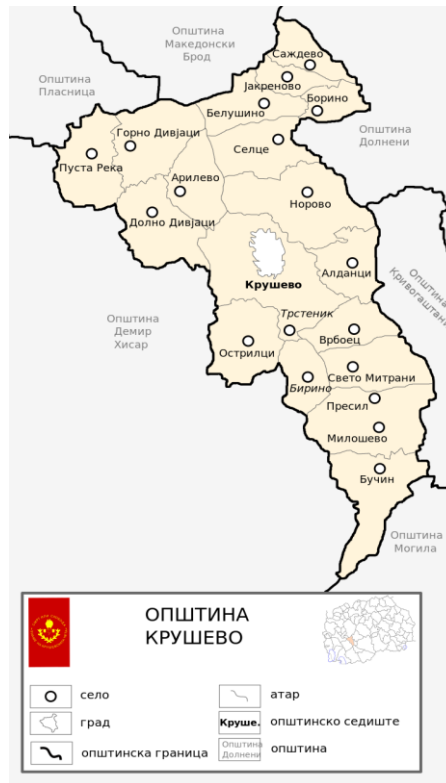 Општина
Македонски
Брод
Општина
Пласница
Саждево
Јакреново
Борино
Белушино
Горно Дивјаци
Општина
Долнени
Селце
Пуста Река
Арилево
Норово
Долно Дивјаци
Алданци
Општина
Кривогаштани
Крушево
Општина
Демир
Хисар
Трстеник
Врбоец
Острилци
Свето Митрани
Бирино
Пресил
Милошево
Бучин
Општина
Могила
ОПШТИНА
КРУШЕВО
село
атар
град
Круше.
општинско седиште
општинска граница
Општина
Долнени
општина